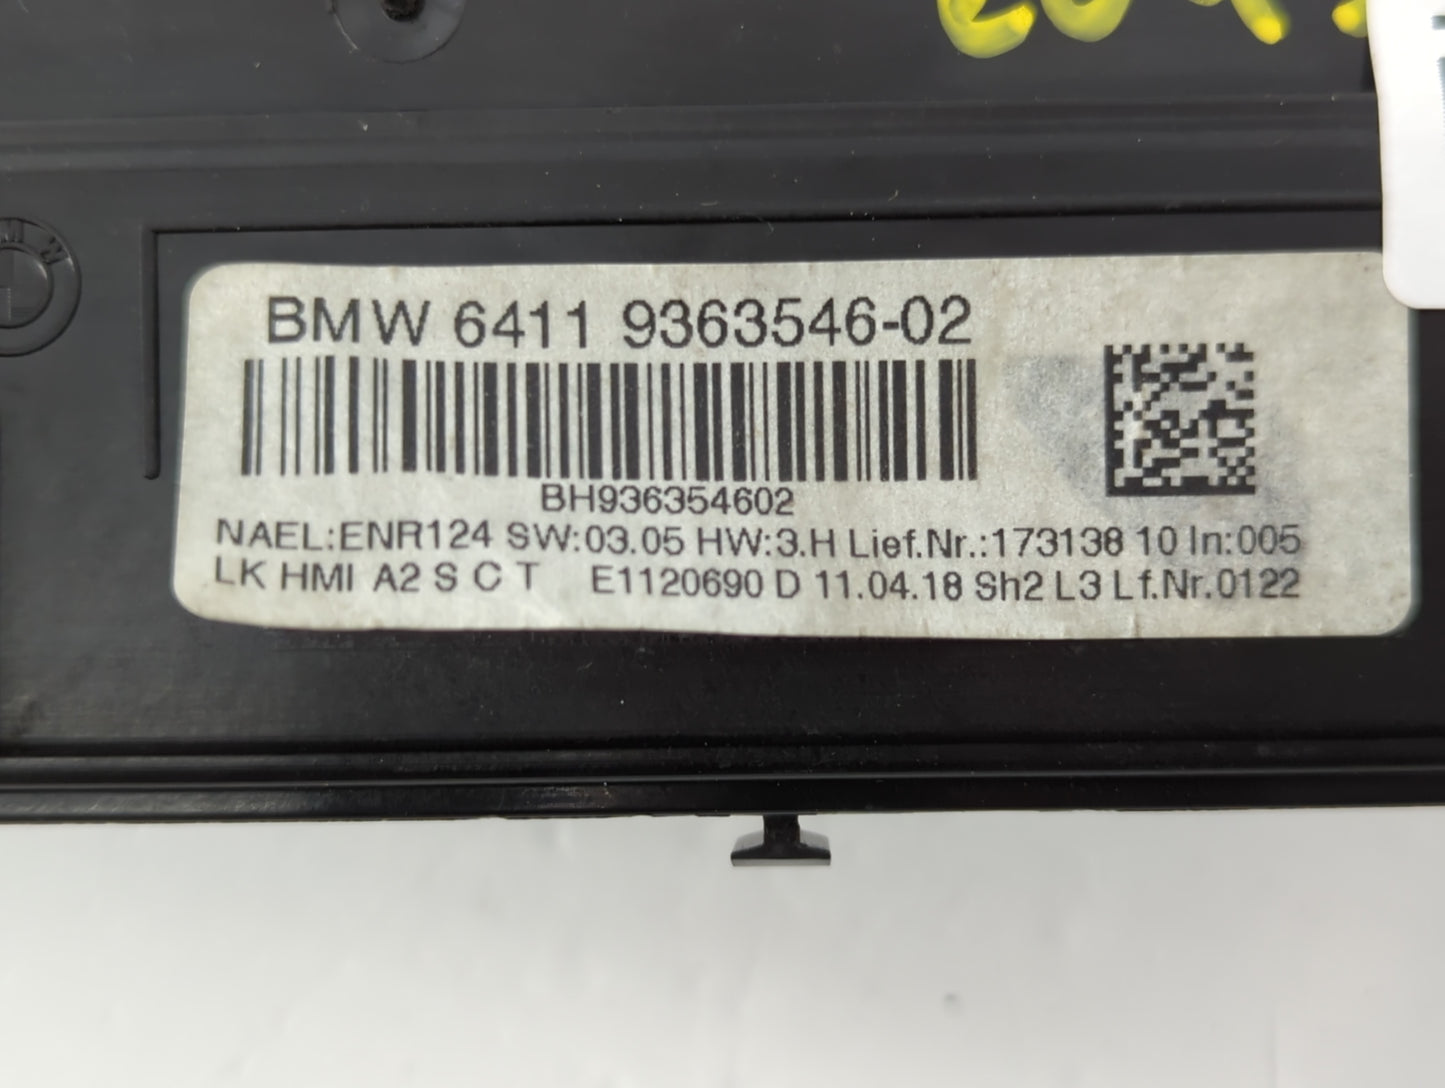 BMW 6411 9363546-02
BH936354602
NAEL:ENR124 SW:03.05 HW:3.H Lief.Nr.:173138 10 In:005
LK HMI A2 S C T E1120690 D 11.04.18 Sh2 L3 Lf.Nr.0122